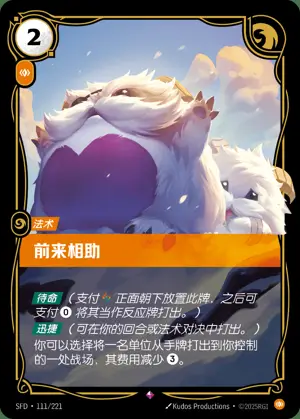 2
法术
前来相助
待命（支付 正面朝下放置此牌，之后可
支付0将其当作反应牌打出。）
迅捷（可在你的回合或法术对决中打出。）
你可以选择将一名单位从手牌打出到你控制
的一处战场，其费用减少3。
SFD • 111/221
Kudos Productions • ©2025RGI